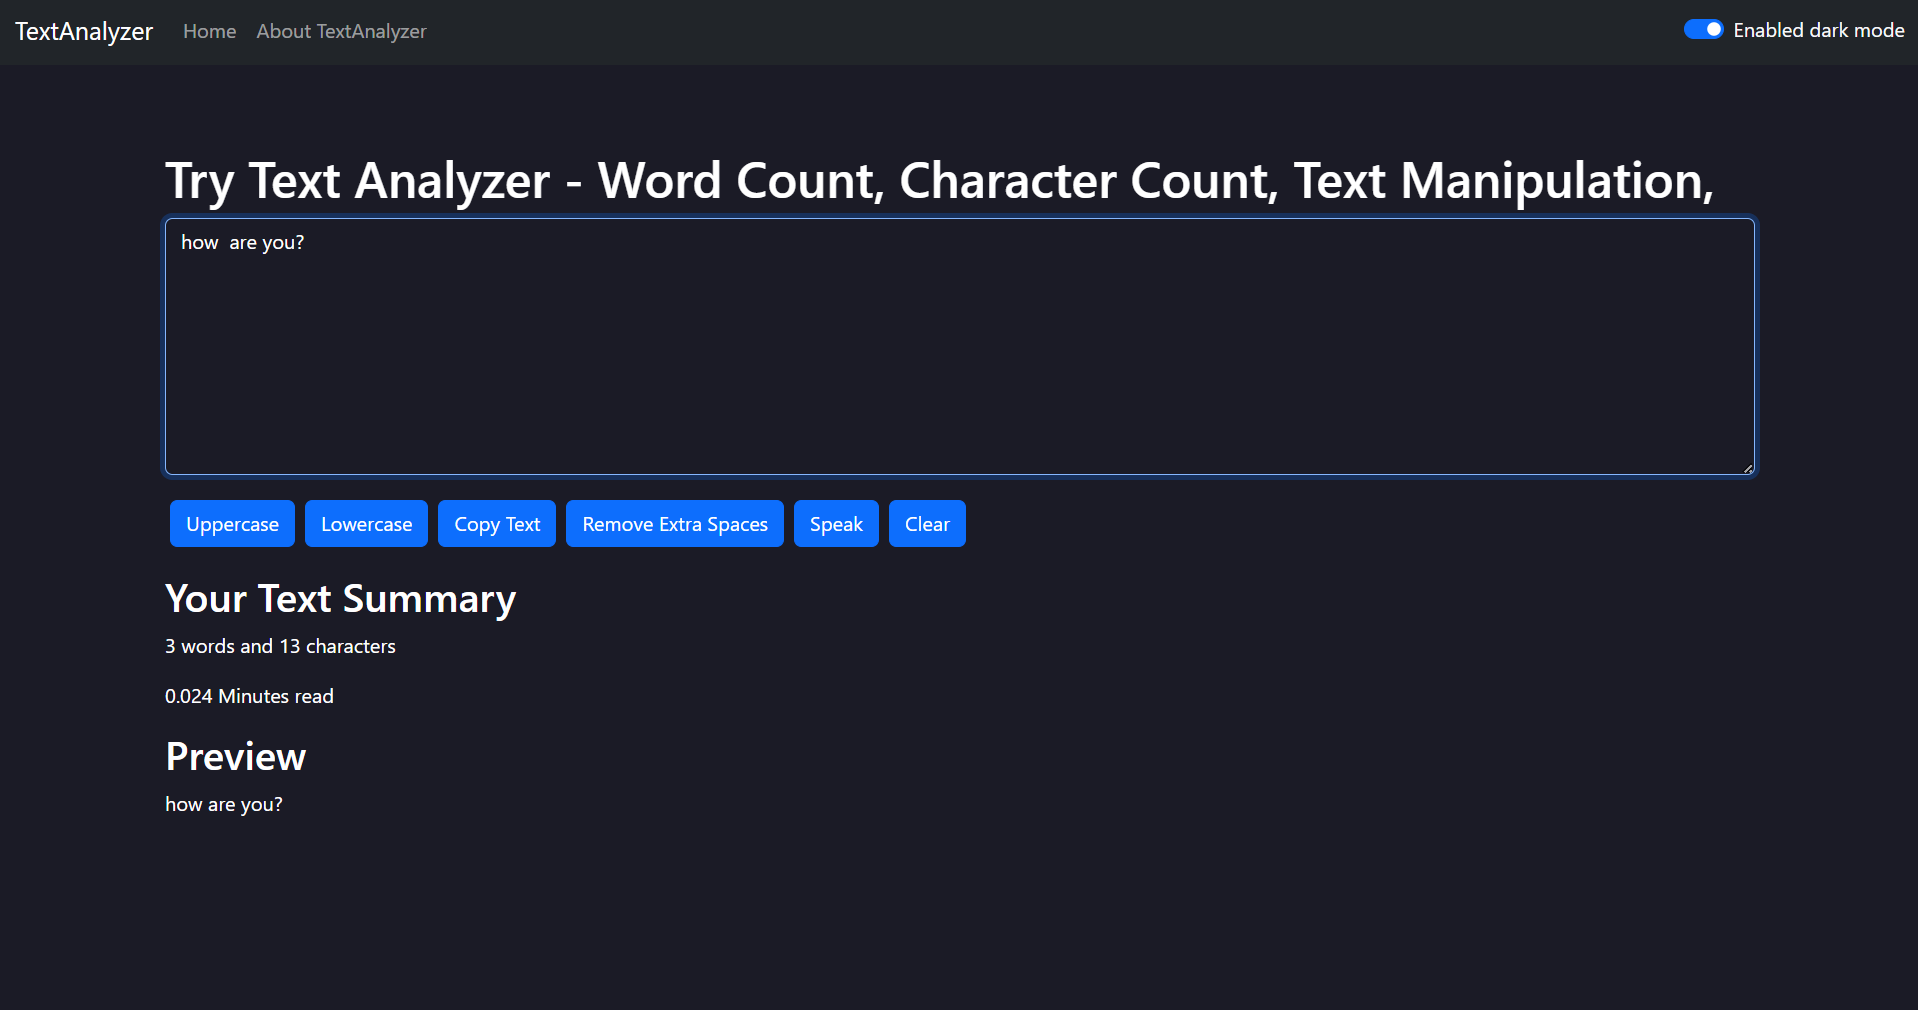 TextAnalyzer Home About TextAnalyzer Enabled dark mode
Try Text Analyzer - Word Count, Character Count, Text Manipulation,
how  are you?
Uppercase Lowercase Copy Text Remove Extra Spaces Speak Clear
Your Text Summary
3 words and 13 characters
0.024 Minutes read
Preview
how are you?